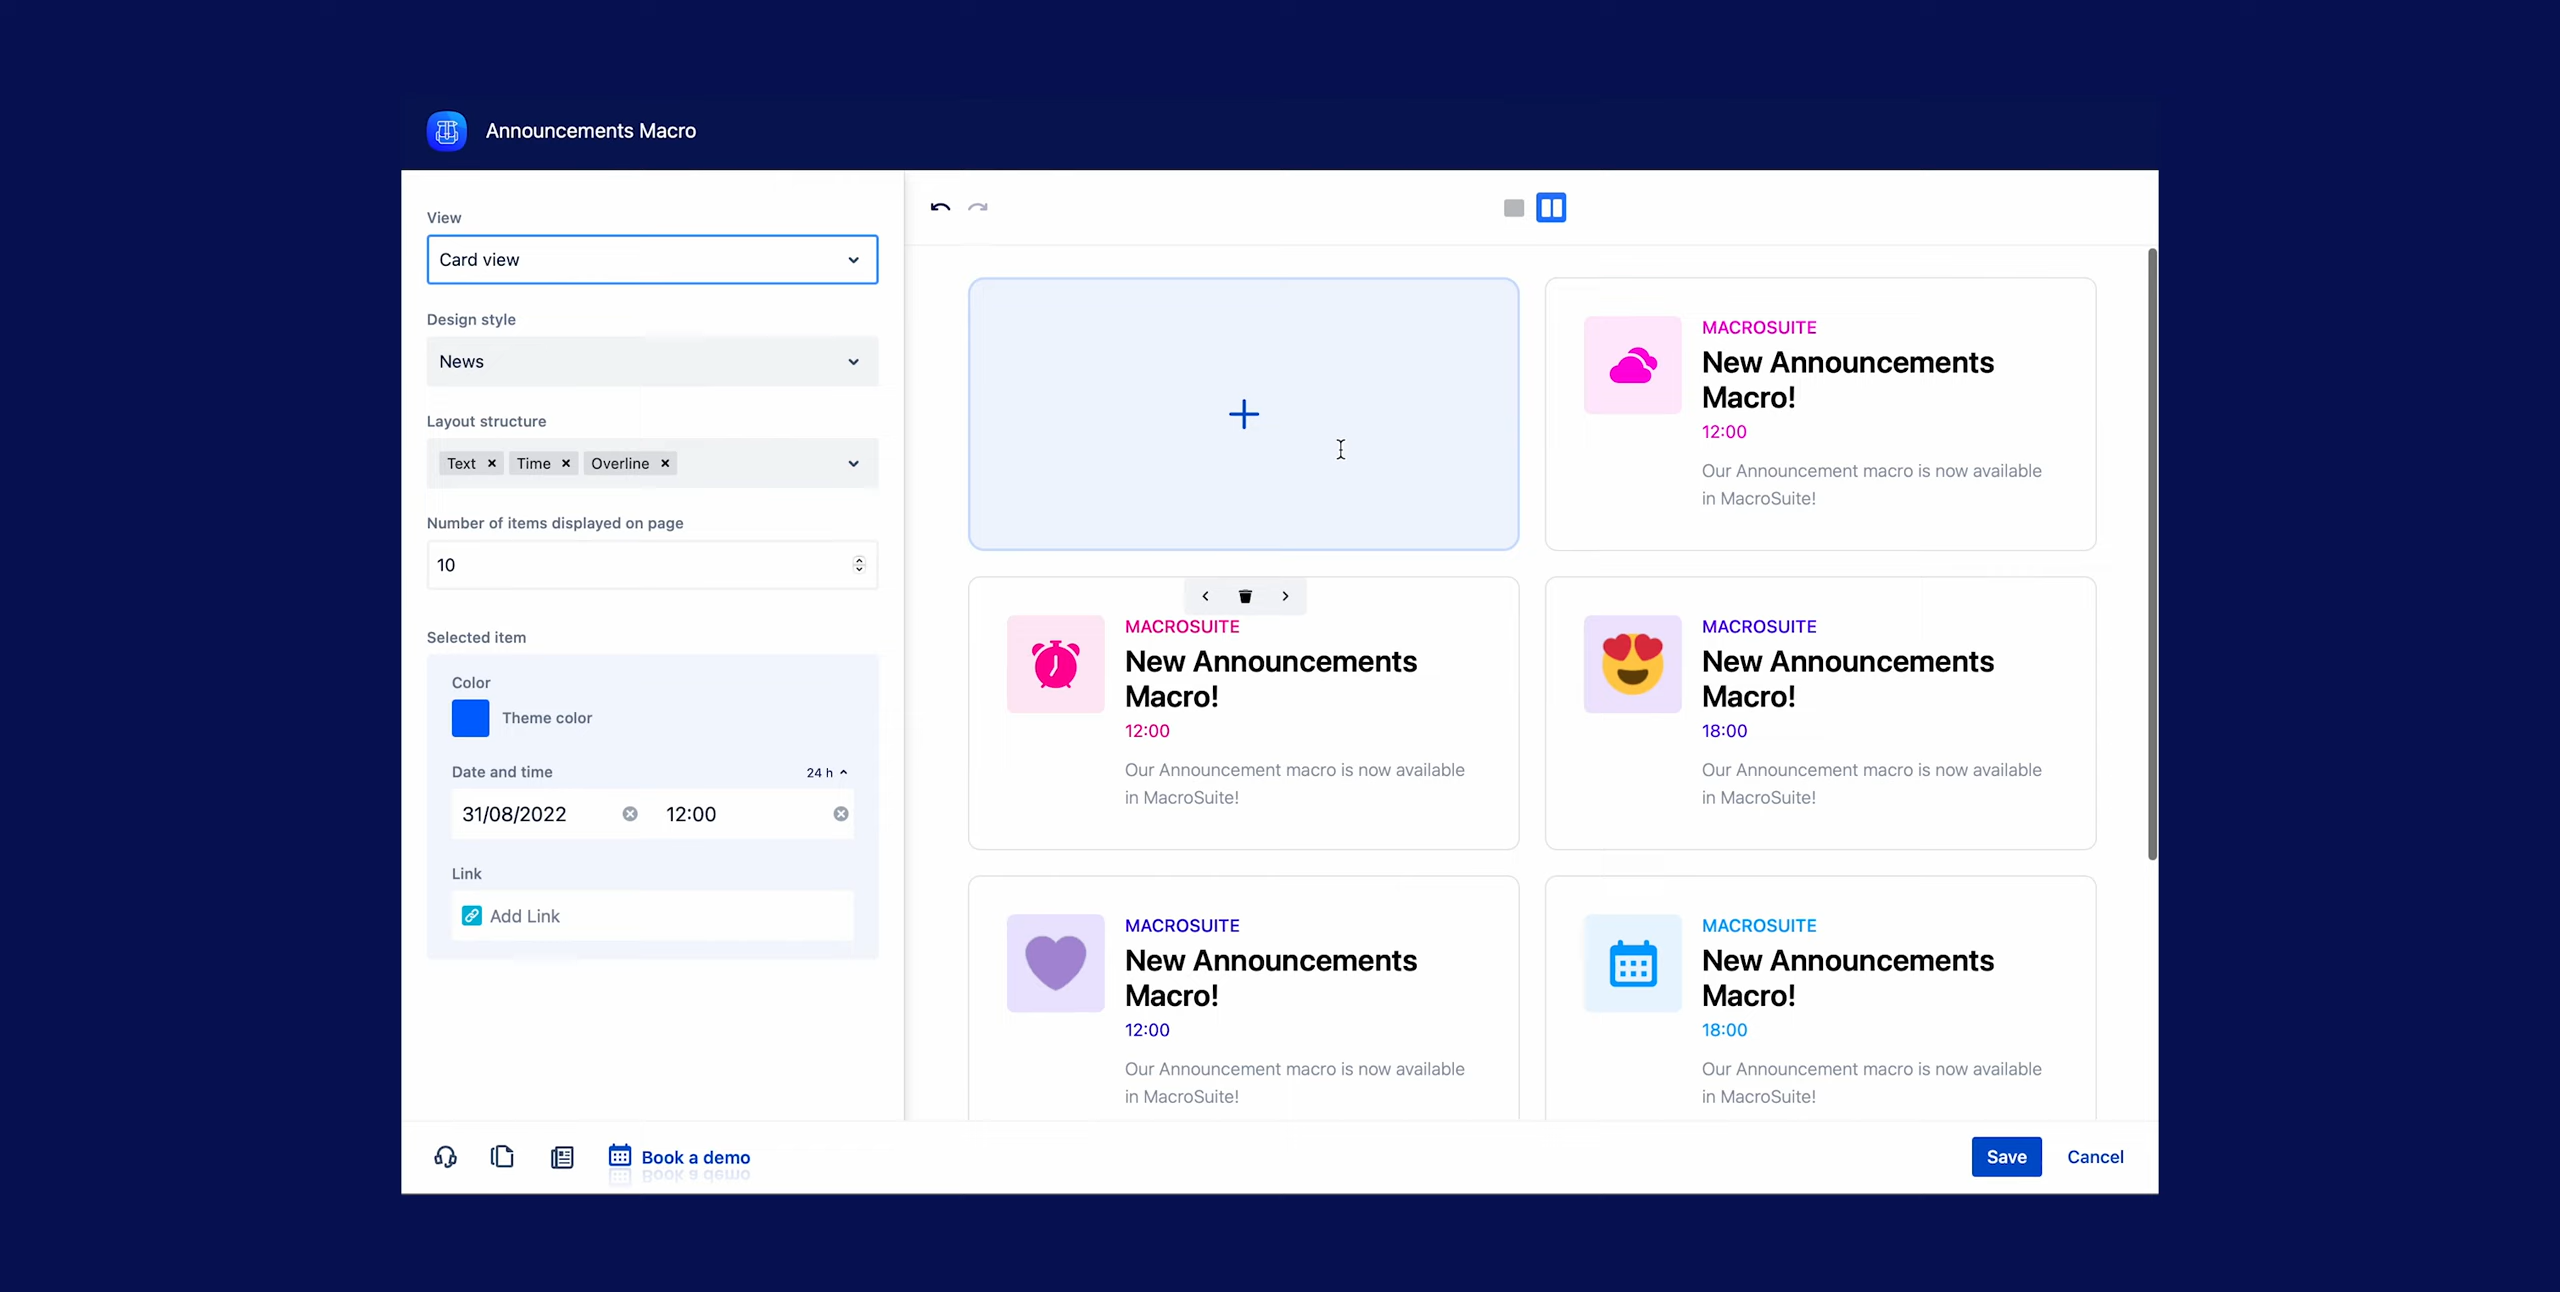 Announcements Macro
View
Card view
Design style
News
Layout structure
Text Time Overline
Number of items displayed on page
10
Selected item
Color
Theme color
Date and time 24 h
31/08/2022 12:00
Link
Add Link
MACROSUITE
New Announcements
Macro!
12:00
Our Announcement macro is now available
in MacroSuite!
MACROSUITE
New Announcements
Macro!
12:00
Our Announcement macro is now available
in MacroSuite!
MACROSUITE
New Announcements
Macro!
18:00
Our Announcement macro is now available
in MacroSuite!
MACROSUITE
New Announcements
Macro!
12:00
Our Announcement macro is now available
in MacroSuite!
MACROSUITE
New Announcements
Macro!
18:00
Our Announcement macro is now available
in MacroSuite!
Book a demo
Save Cancel